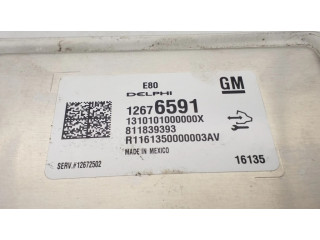 E80
DELPHI
GM
12676591
1310101000000X
811839393
R1161350000003AV
MADE IN MEXICO
SERV.#12672502
16135